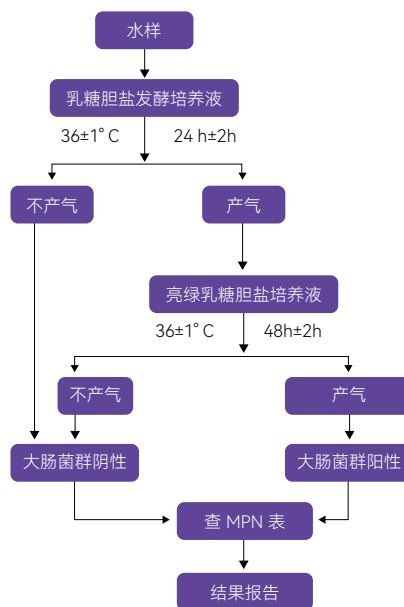 水样
乳糖胆盐发酵培养液
36±1°C 24 h±2h
不产气 产气
亮绿乳糖胆盐培养液
36±1°C 48h±2h
不产气 产气
大肠菌群阴性 大肠菌群阳性
查 MPN 表
结果报告